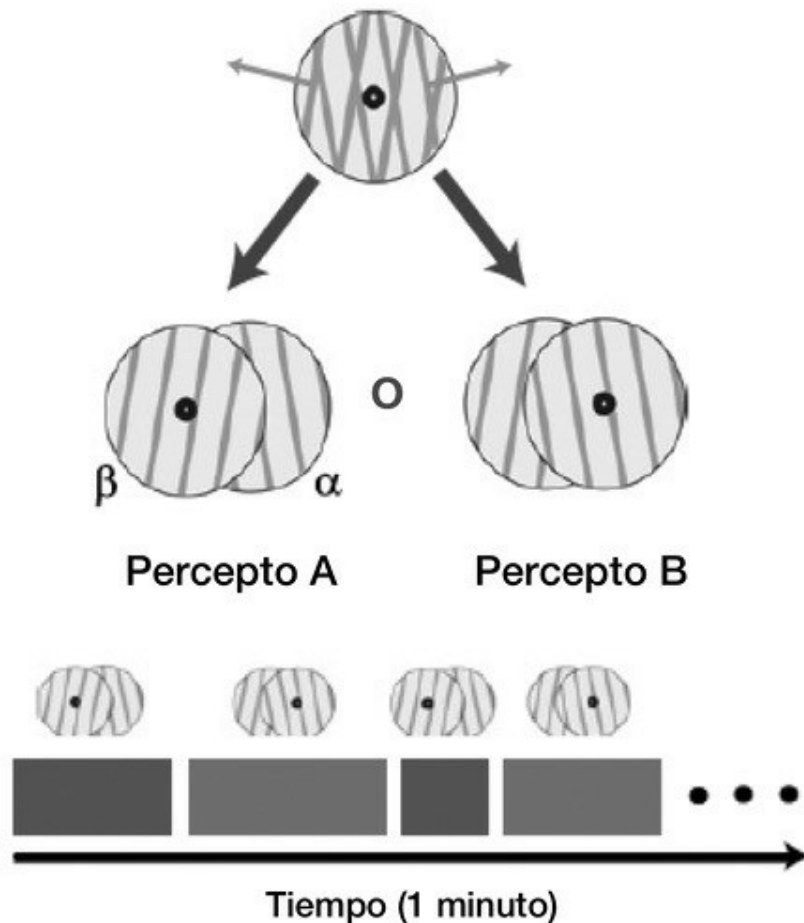 O
β
α
Percepto A
Percepto B
Tiempo (1 minuto)